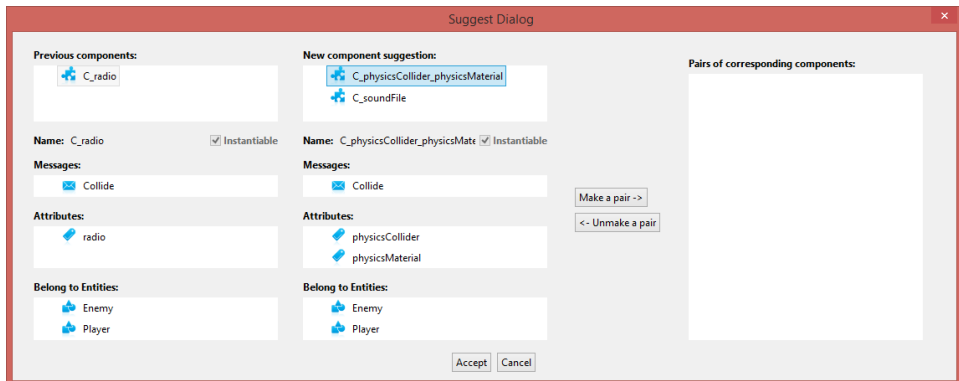 Suggest Dialog
Previous components:
C_radio
Name: C_radio
Instantiable
Messages:
Collide
Attributes:
radio
Belong to Entities:
Enemy
Player
New component suggestion:
C_physicsCollider_physicsMaterial
C_soundFile
Name: C_physicsCollider_physicsMate
Instantiable
Messages:
Collide
Attributes:
physicsCollider
physicsMaterial
Belong to Entities:
Enemy
Player
Make a pair ->
<- Unmake a pair
Pairs of corresponding components:
Accept
Cancel